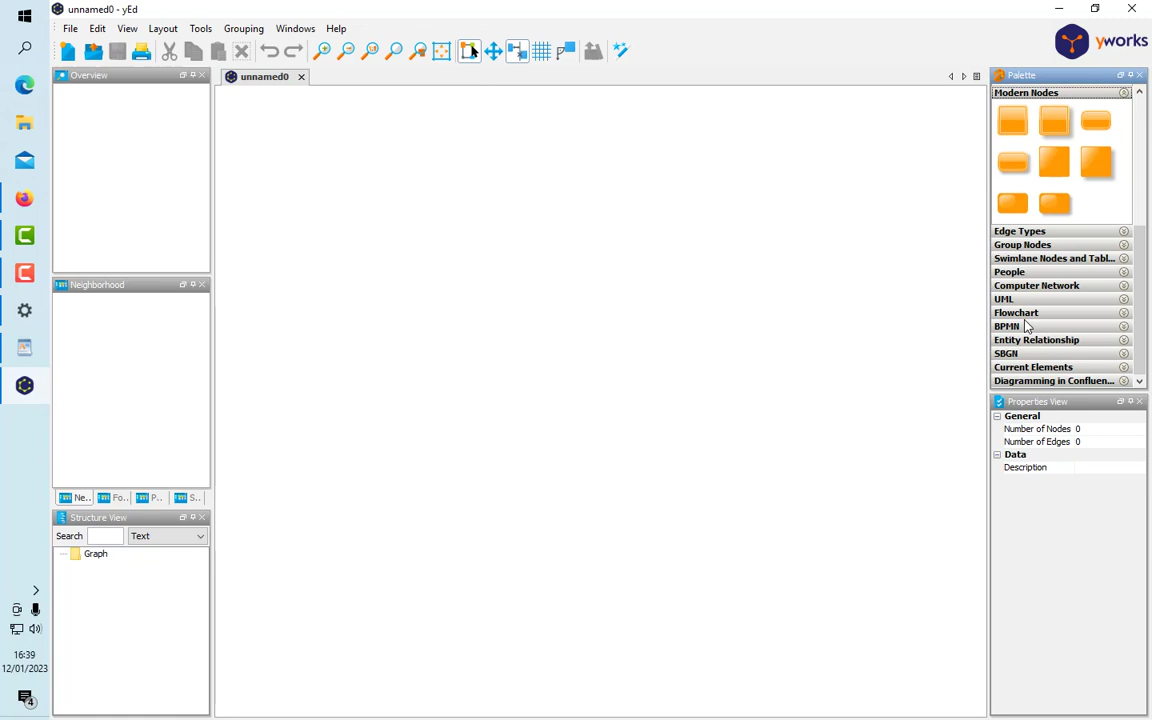 unnamed0 - yEd
File Edit View Layout Tools Grouping Windows Help
yworks
Overview
unnamed0
Palette
Modern Nodes
Edge Types
Group Nodes
Swimlane Nodes and Tabl...
People
Computer Network
UML
Flowchart
BPMN
Entity Relationship
SBGN
Current Elements
Diagramming in Confluen...
Neighborhood
Ne.. Fo.. P.. S..
Structure View
Search Text
Graph
Properties View
General
Number of Nodes 0
Number of Edges 0
Data
Description
16:39
12/01/2023
4